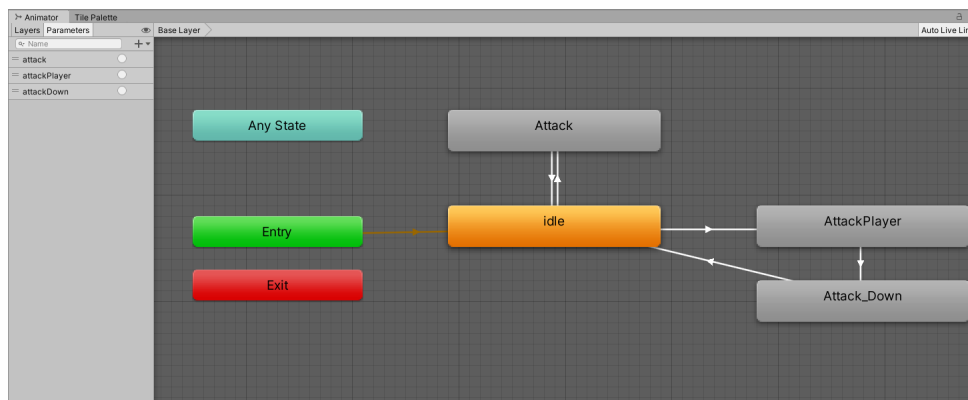 Animator Tile Palette
Layers Parameters Base Layer Auto Live Lin
Name
attack
attackPlayer
attackDown
Any State
Attack
Entry
idle
AttackPlayer
Exit
Attack_Down